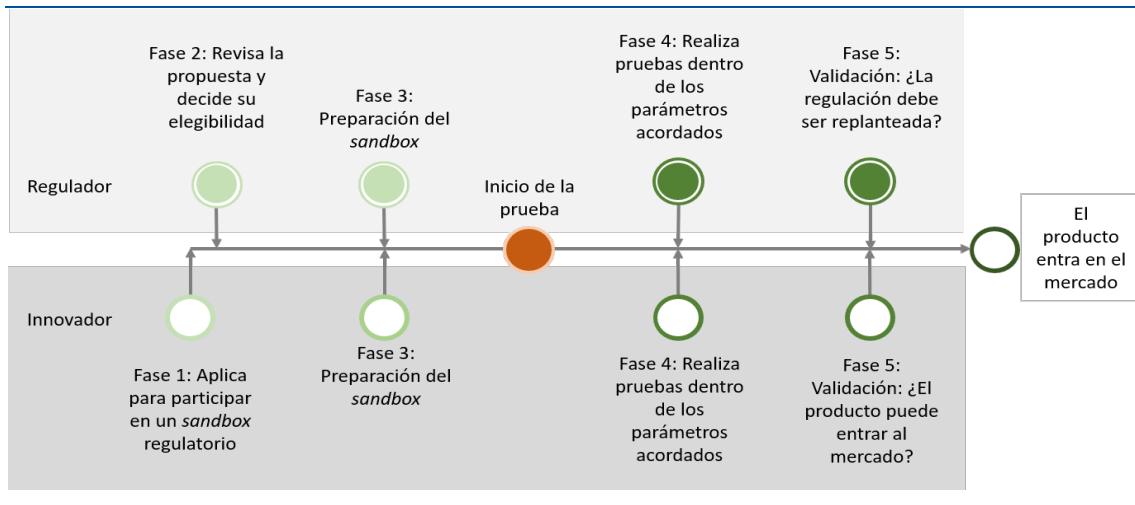 Fase 2: Revisa la
propuesta y
decide su
elegibilidad
Fase 3:
Preparación del
sandbox
Fase 4: Realiza
pruebas dentro
de los
parámetros
acordados
Fase 5:
Validación: ¿La
regulación debe
ser replanteada?
Regulador
Inicio de la
prueba
El
producto
entra en el
mercado
Innovador
Fase 1: Aplica
para participar
en un sandbox
regulatorio
Fase 3:
Preparación del
sandbox
Fase 4: Realiza
pruebas dentro
de los
parámetros
acordados
Fase 5:
Validación: ¿El
producto puede
entrar al
mercado?